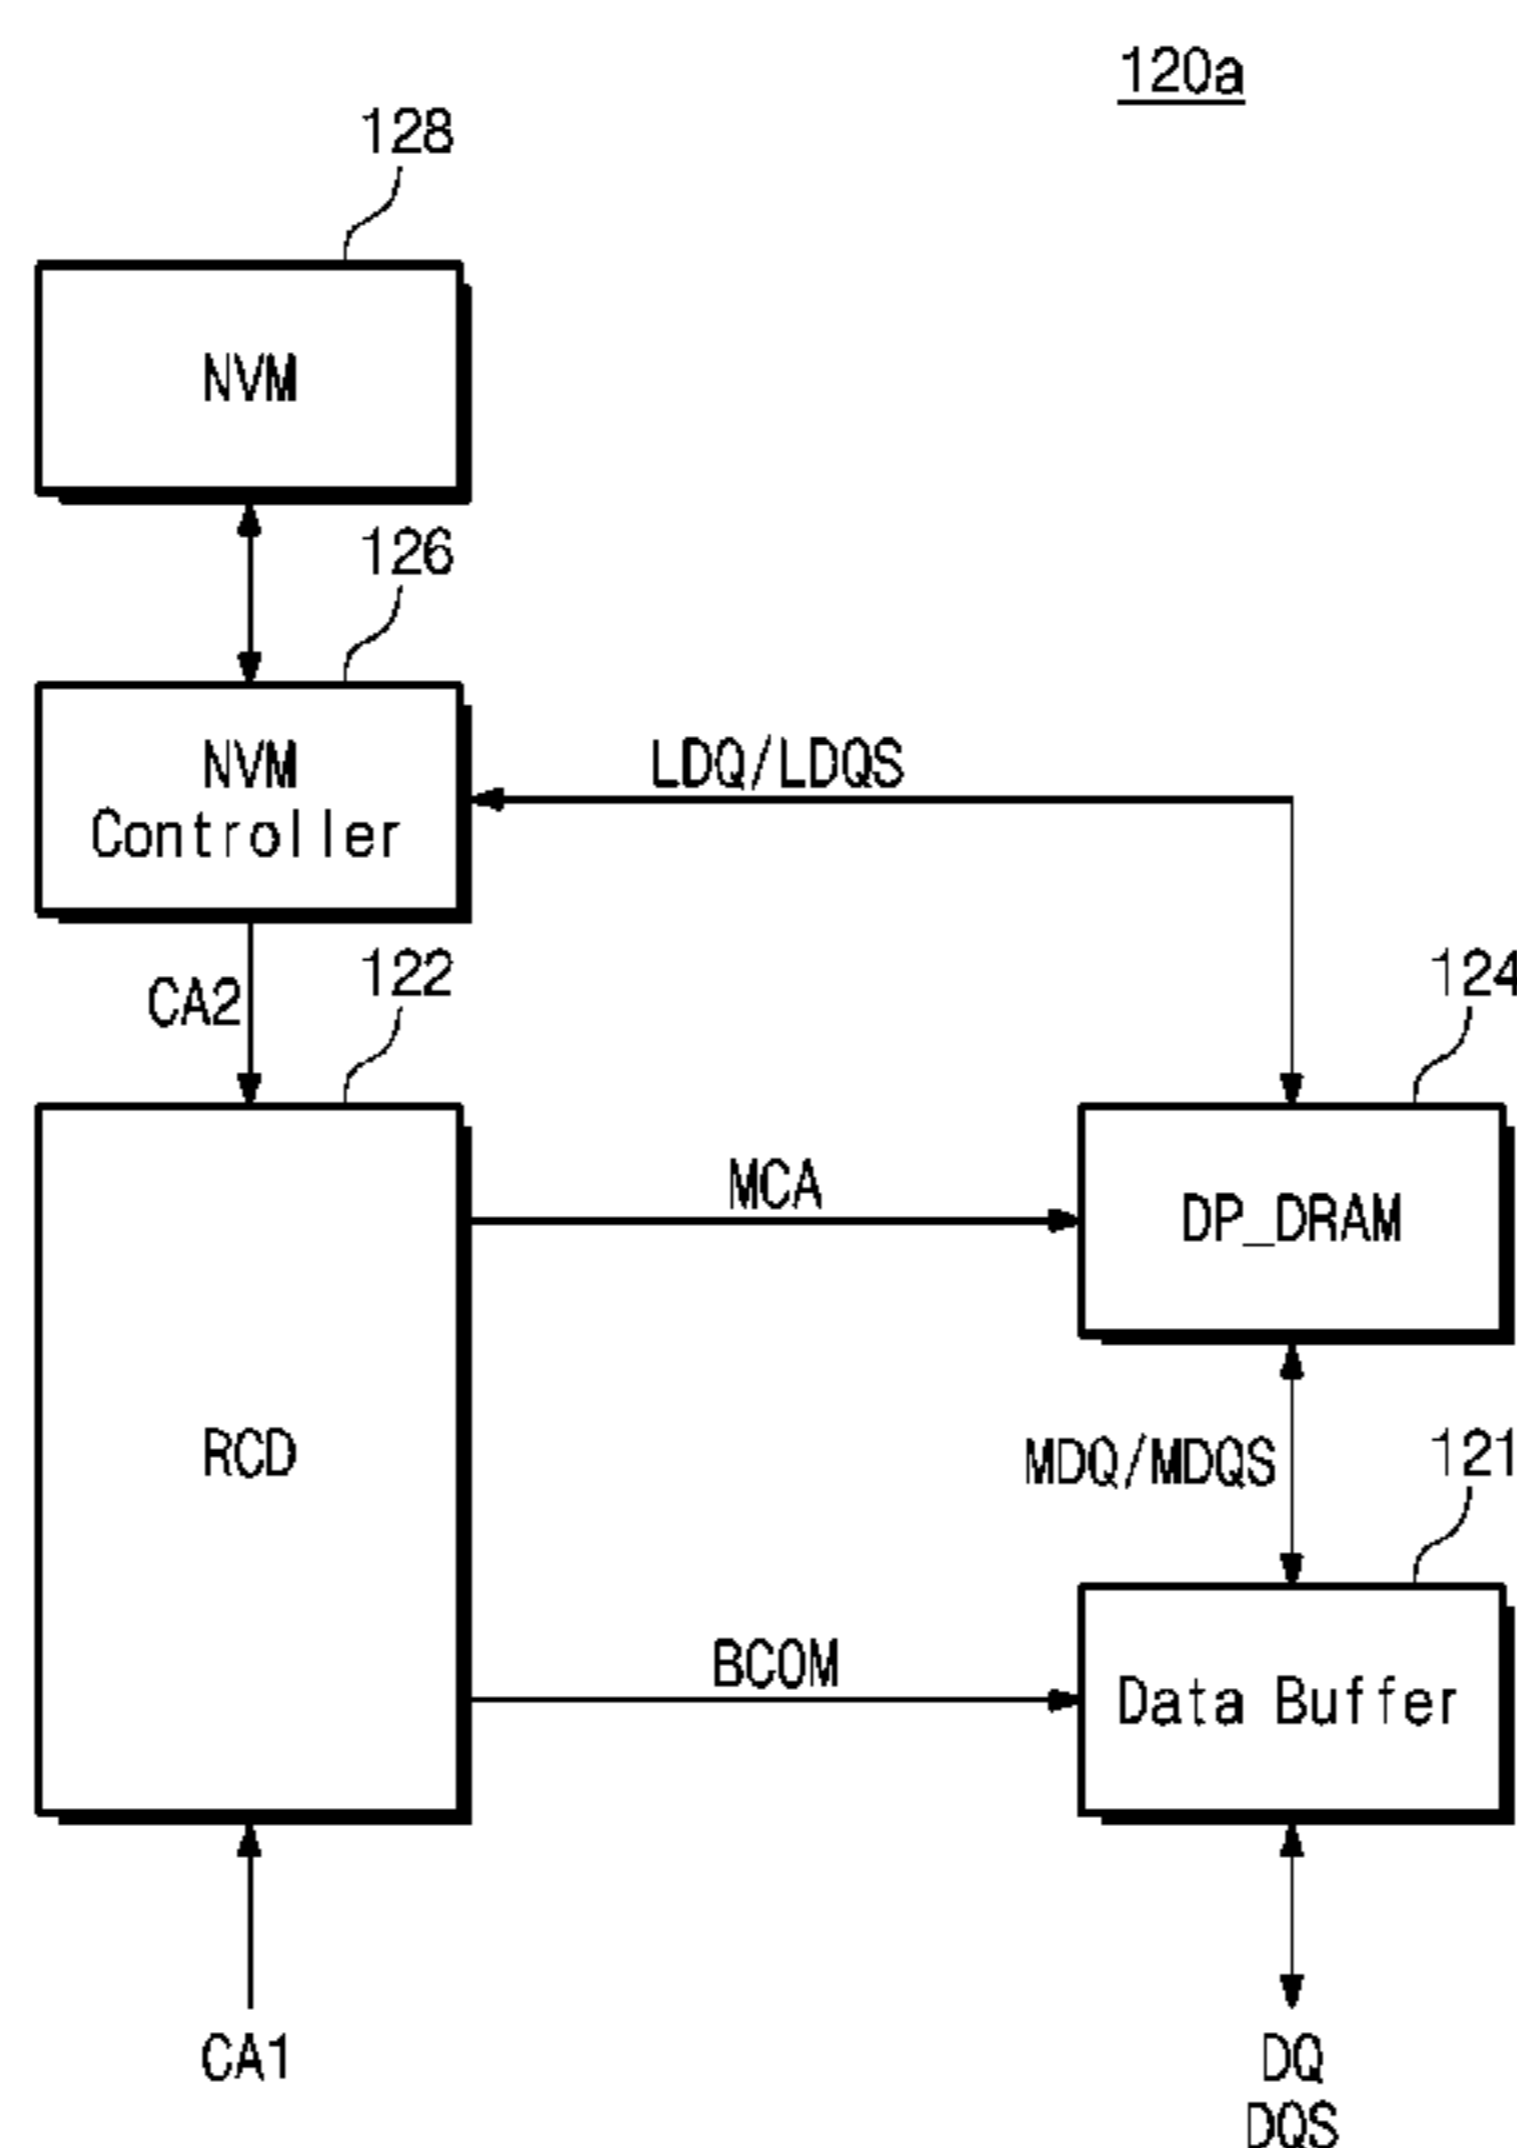 120a
128
NVM
126
NVM
Controller
LDQ/LDQS
CA2
122
124
MCA
DP_DRAM
RCD
MDQ/MDQS
121
BCOM
Data Buffer
CA1
DQ
DQS